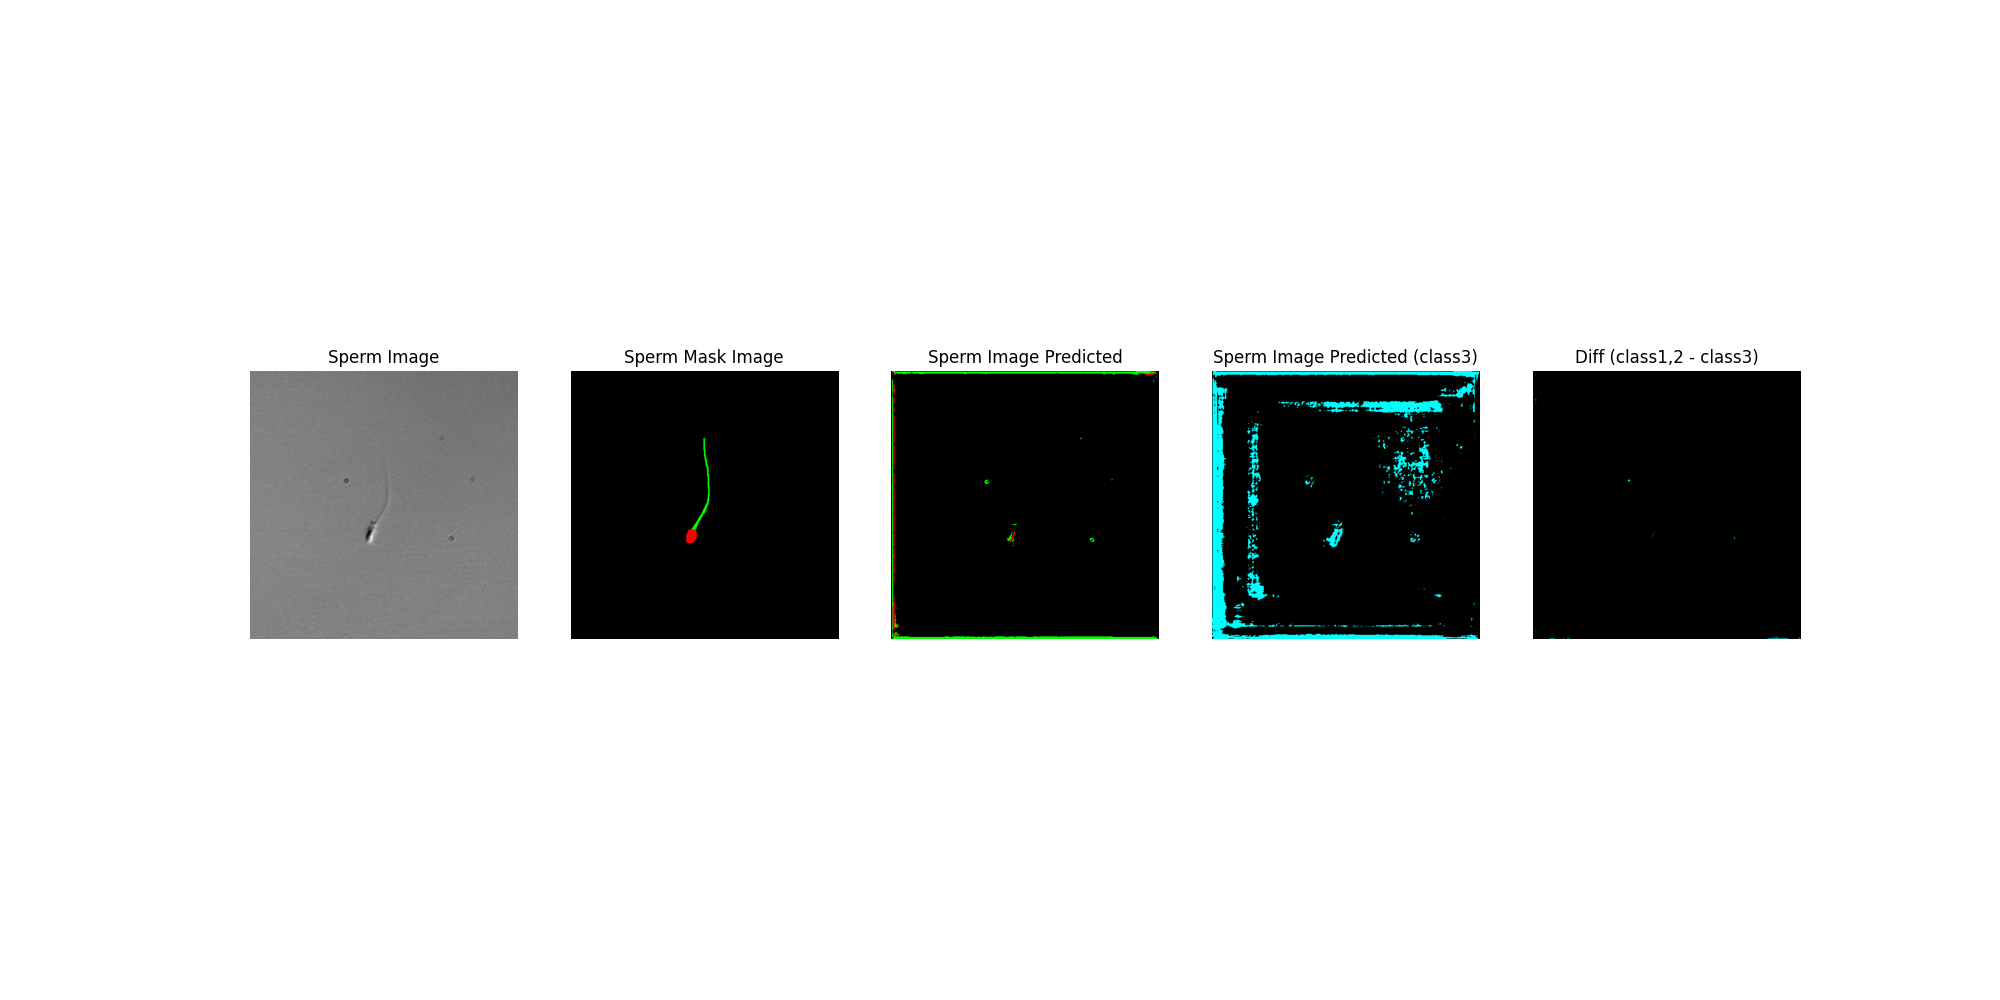 Sperm Image
Sperm Mask Image
Sperm Image Predicted
Sperm Image Predicted (class3)
Diff (class1,2 - class3)